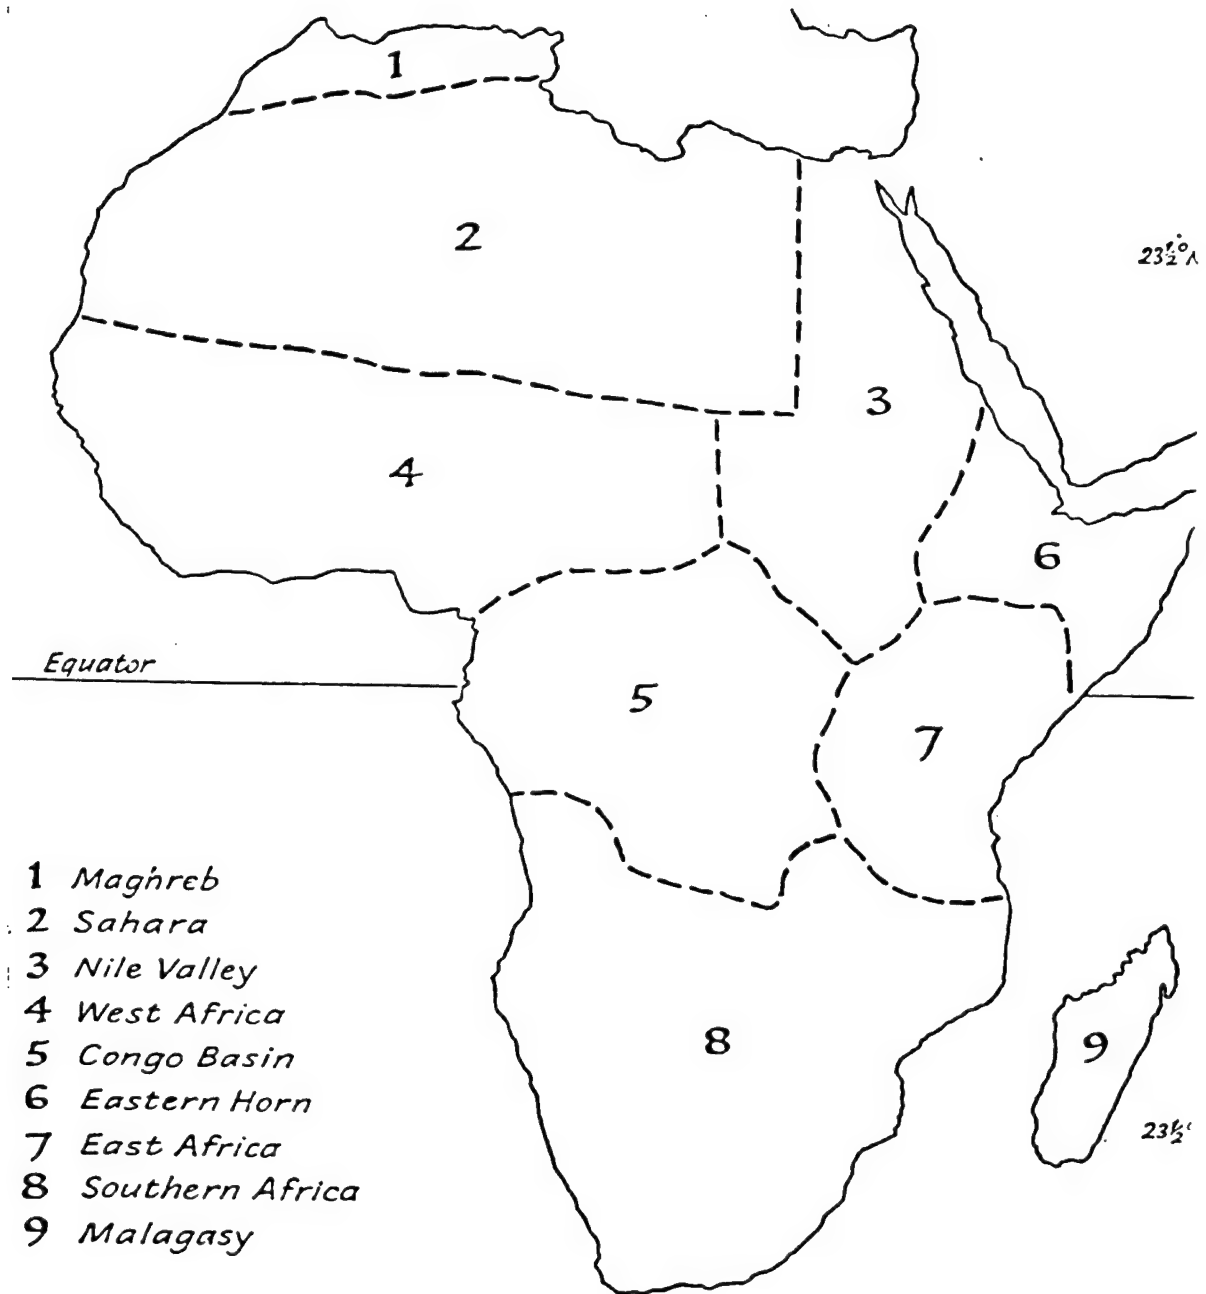 1
2
23½° N
3
4
6
Equator
5
7
1 Maghreb
2 Sahara
3 Nile Valley
4 West Africa
5 Congo Basin
6 Eastern Horn
7 East Africa
8 Southern Africa
9 Malagasy
8
9
23½°